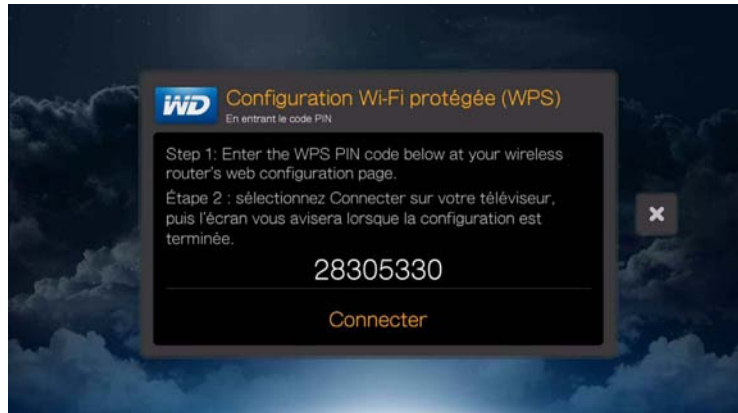 WD
Configuration Wi-Fi protégée (WPS)
En entrant le code PIN
Step 1: Enter the WPS PIN code below at your wireless
router's web configuration page.
Étape 2 : sélectionnez Connecter sur votre téléviseur,
puis l'écran vous avisera lorsque la configuration est
terminée.
28305330
Connecter